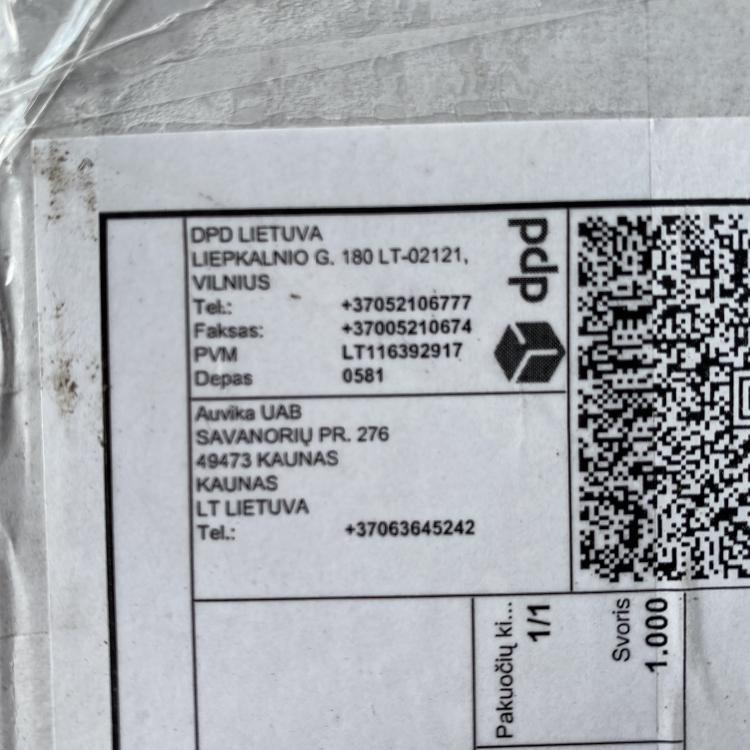 DPD LIETUVA
LIEPKALNIO G. 180 LT-02121,
VILNIUS
Tel.: +37052106777
Faksas: +37005210674
PVM LT116392917
Depas 0581
dpd
Auvika UAB
SAVANORIŲ PR. 276
49473 KAUNAS
KAUNAS
LT LIETUVA
Tel.: +37063645242
Pakuočių ki...
1/1
Svoris
1.000